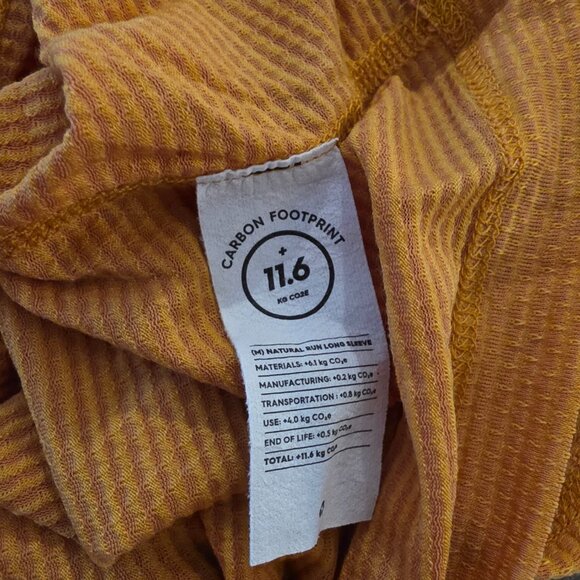 CARBON FOOTPRINT
+
11.6
KG CO2E
(M) NATURAL RUN LONG SLEEVE
MATERIALS: +6.1 kg CO₂e
MANUFACTURING: +0.2 kg CO₂e
TRANSPORTATION : +0.8 kg CO₂e
USE: +4.0 kg CO₂e
END OF LIFE: +0.5 kg CO₂e
TOTAL: +11.6 kg CO₂e